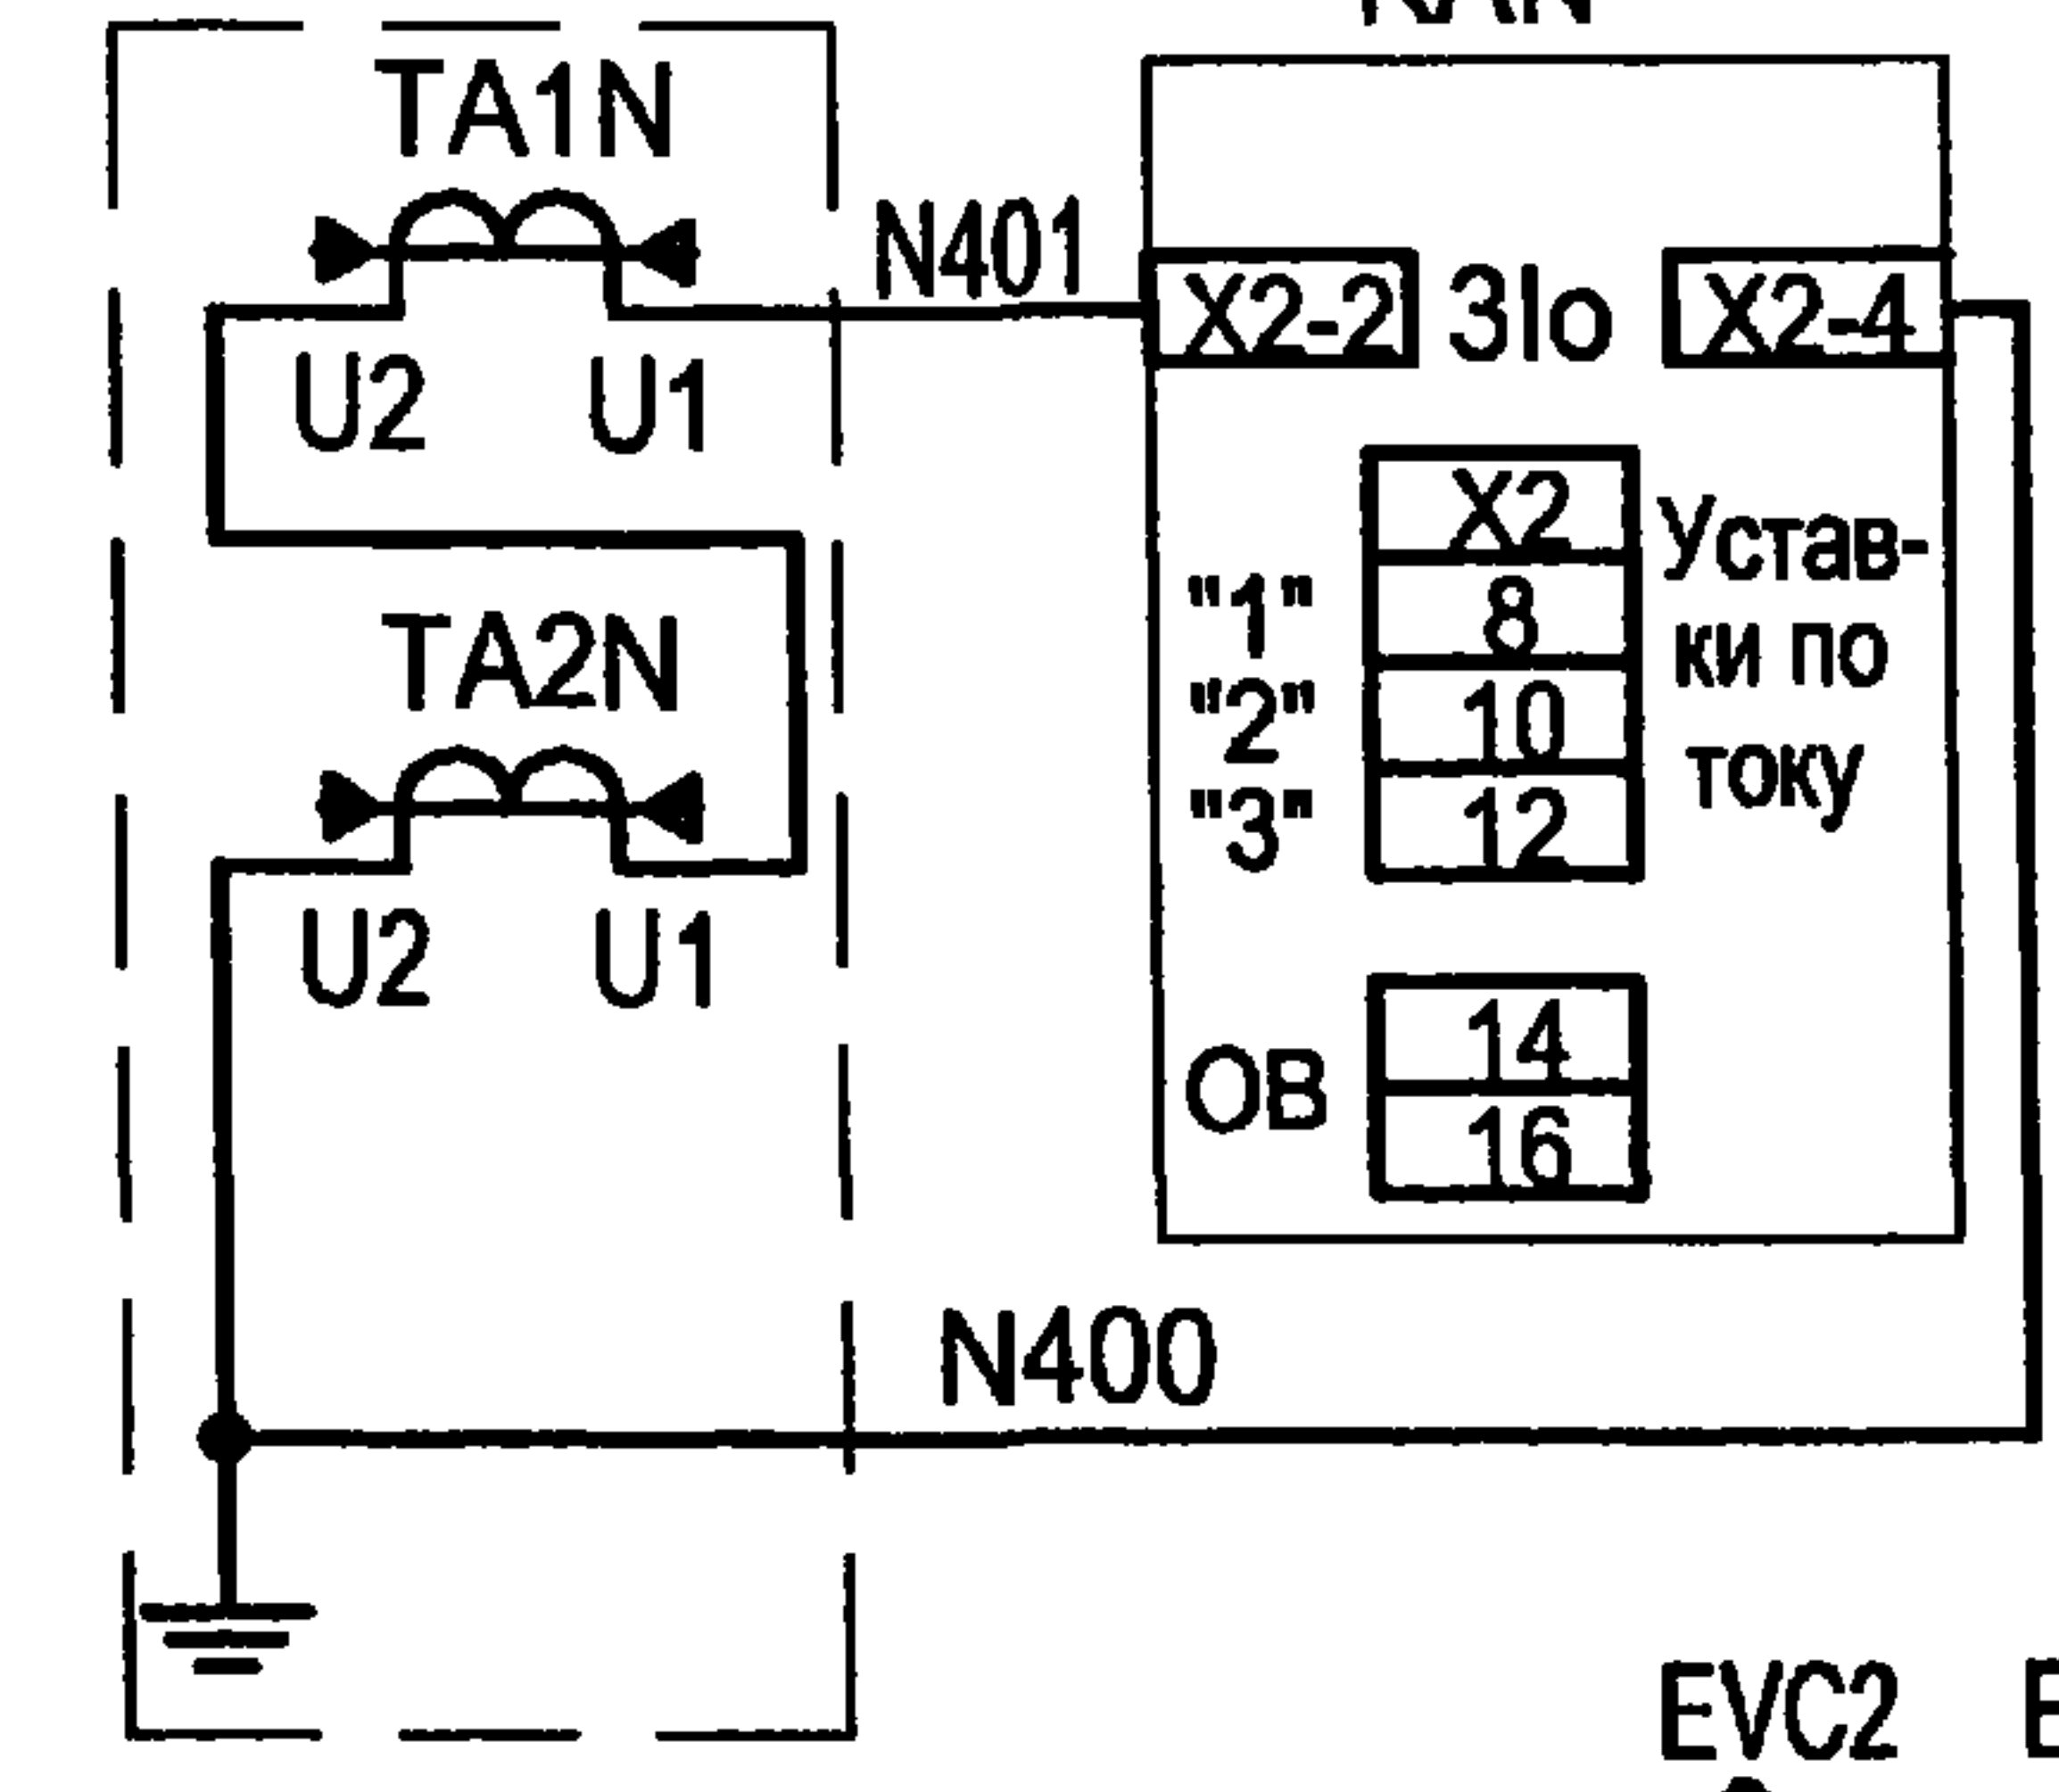 TA1N
N401
X2-2 3Io X2-4
U2 U1
X2
Устав-
"1" 8
ки по
TA2N
"2" 10
току
"3" 12
U2 U1
14
ОВ
16
N400
EVC2